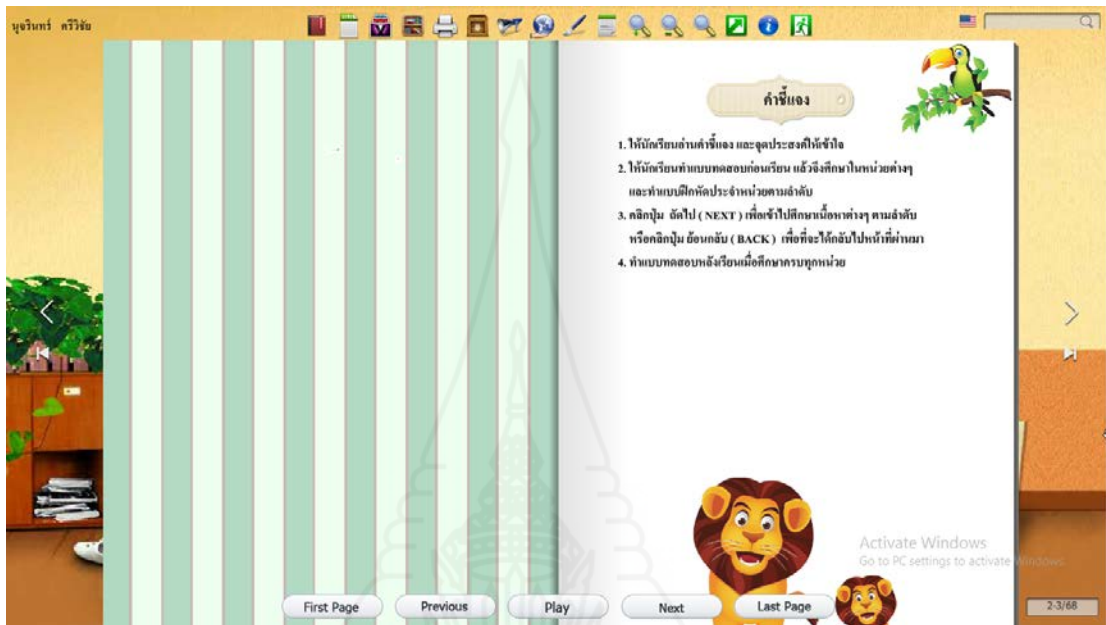 นุจรินทร์ ศรีวิชัย
คำชี้แจง
1. ให้นักเรียนอ่านคำชี้แจง และจุดประสงค์ให้เข้าใจ
2. ให้นักเรียนทำแบบทดสอบก่อนเรียน แล้วจึงศึกษาในหน่วยต่างๆ
และทำแบบฝึกหัดประจำหน่วยตามลำดับ
3. คลิกปุ่ม ถัดไป ( NEXT ) เพื่อเข้าไปศึกษาเนื้อหาต่างๆ ตามลำดับ
หรือคลิกปุ่ม ย้อนกลับ ( BACK ) เพื่อที่จะได้กลับไปหน้าที่ผ่านมา
4. ทำแบบทดสอบหลังเรียนเมื่อศึกษาครบทุกหน่วย
Activate Windows
Go to PC settings to activate Windows.
First Page Previous Play Next Last Page
2-3/68